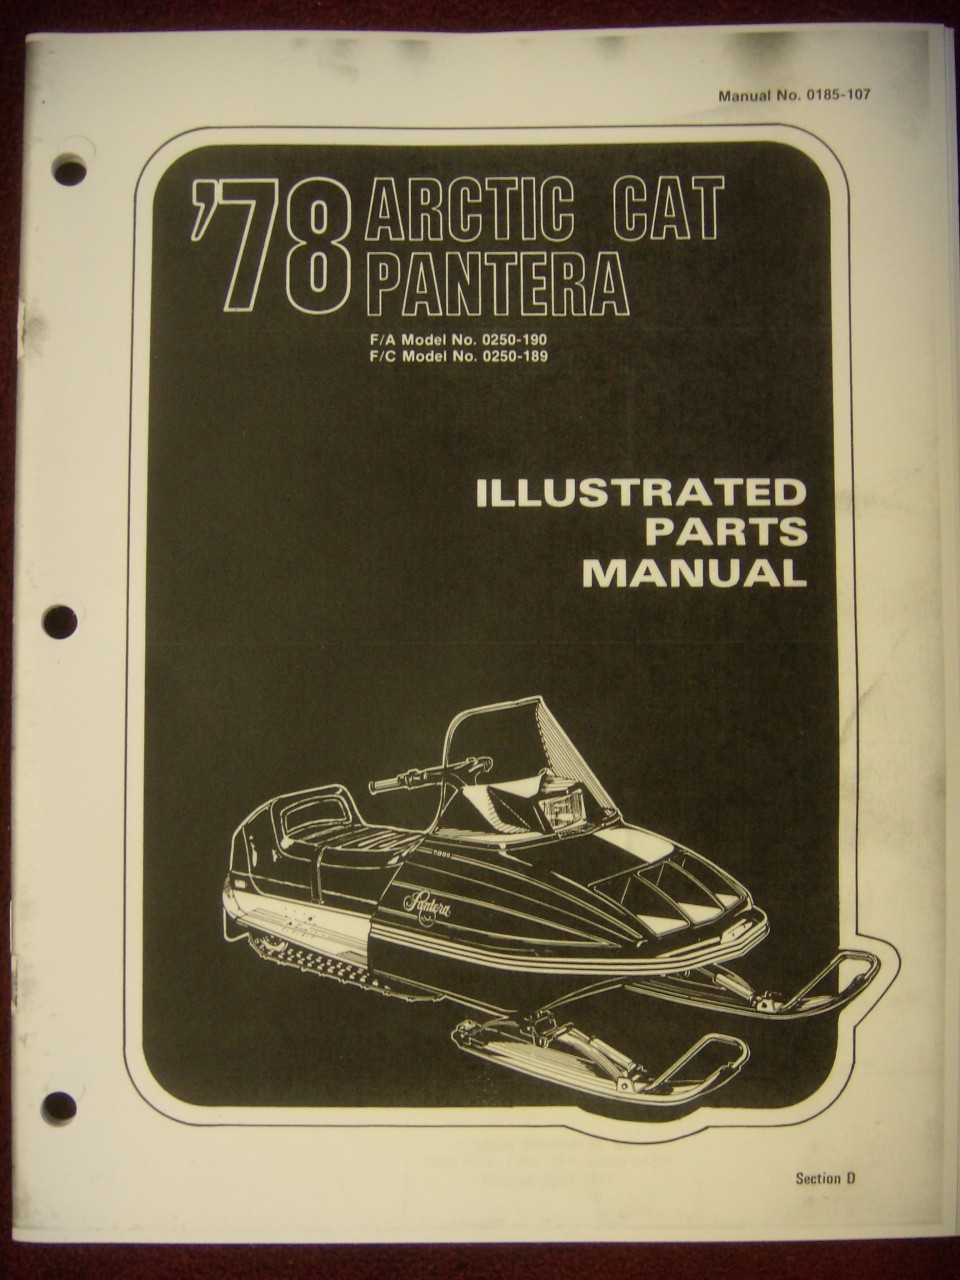 Manual No. 0185-107
'78 ARCTIC CAT
PANTERA
F/A Model No. 0250-190
F/C Model No. 0250-189
ILLUSTRATED
PARTS
MANUAL
5000
Pantera
Section D